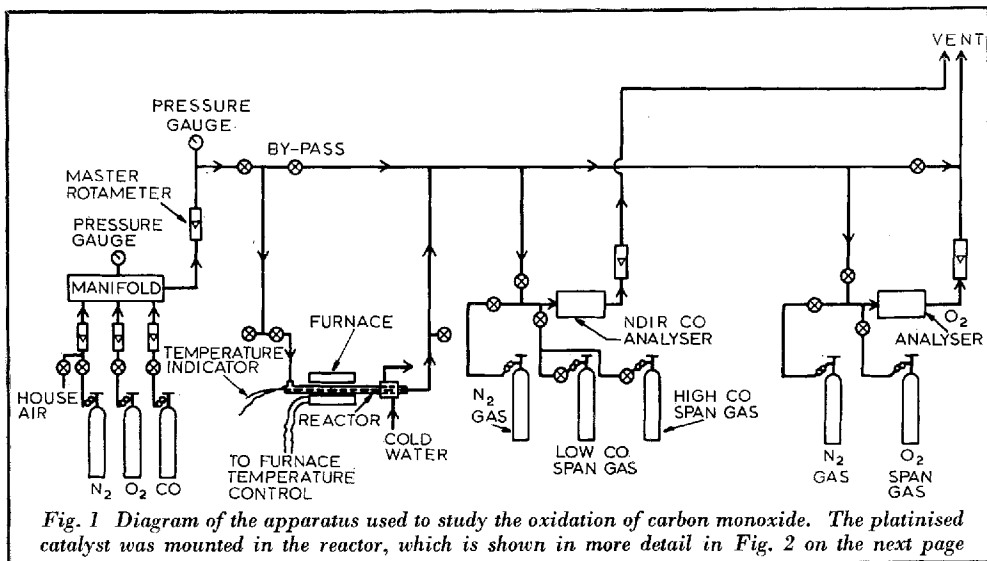 VENT
PRESSURE
GAUGE
BY-PASS
MASTER
ROTAMETER
PRESSURE
GAUGE
MANIFOLD
FURNACE
TEMPERATURE
INDICATOR
NDIR CO
ANALYSER
O2
ANALYSER
HOUSE
AIR
REACTOR
COLD
WATER
N2
GAS
HIGH CO
SPAN GAS
LOW CO
SPAN GAS
TO FURNACE
TEMPERATURE
CONTROL
N2
O2
CO
N2
GAS
O2
SPAN
GAS
Fig. 1 Diagram of the apparatus used to study the oxidation of carbon monoxide. The platinised
catalyst was mounted in the reactor, which is shown in more detail in Fig. 2 on the next page